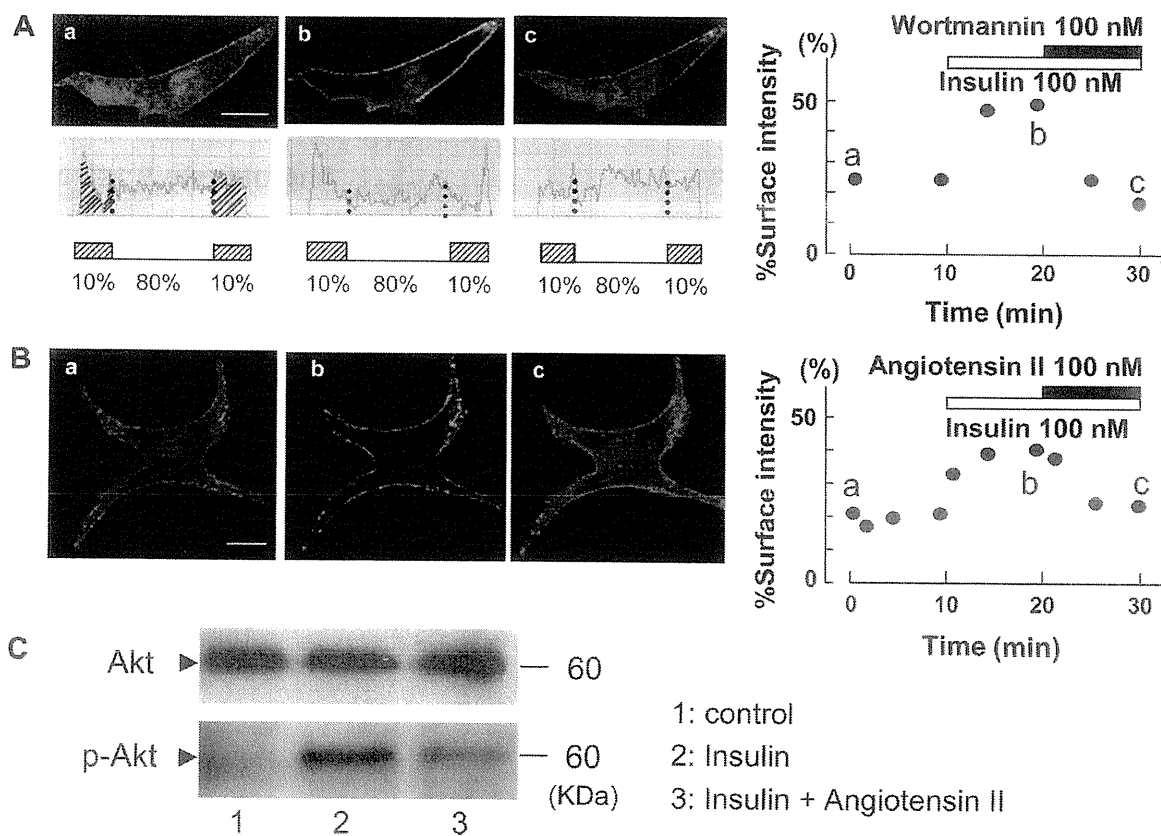 A
a
b
c
10% 80% 10%
10% 80% 10%
10% 80% 10%
(%)
Wortmannin 100 nM
Insulin 100 nM
%Surface intensity
50
0
a
b
c
0 10 20 30
Time (min)
B
a
b
c
(%)
Angiotensin II 100 nM
Insulin 100 nM
%Surface intensity
50
0
a
b
c
0 10 20 30
Time (min)
C
Akt
60
p-Akt
60
(KDa)
1 2 3
1: control
2: Insulin
3: Insulin + Angiotensin II